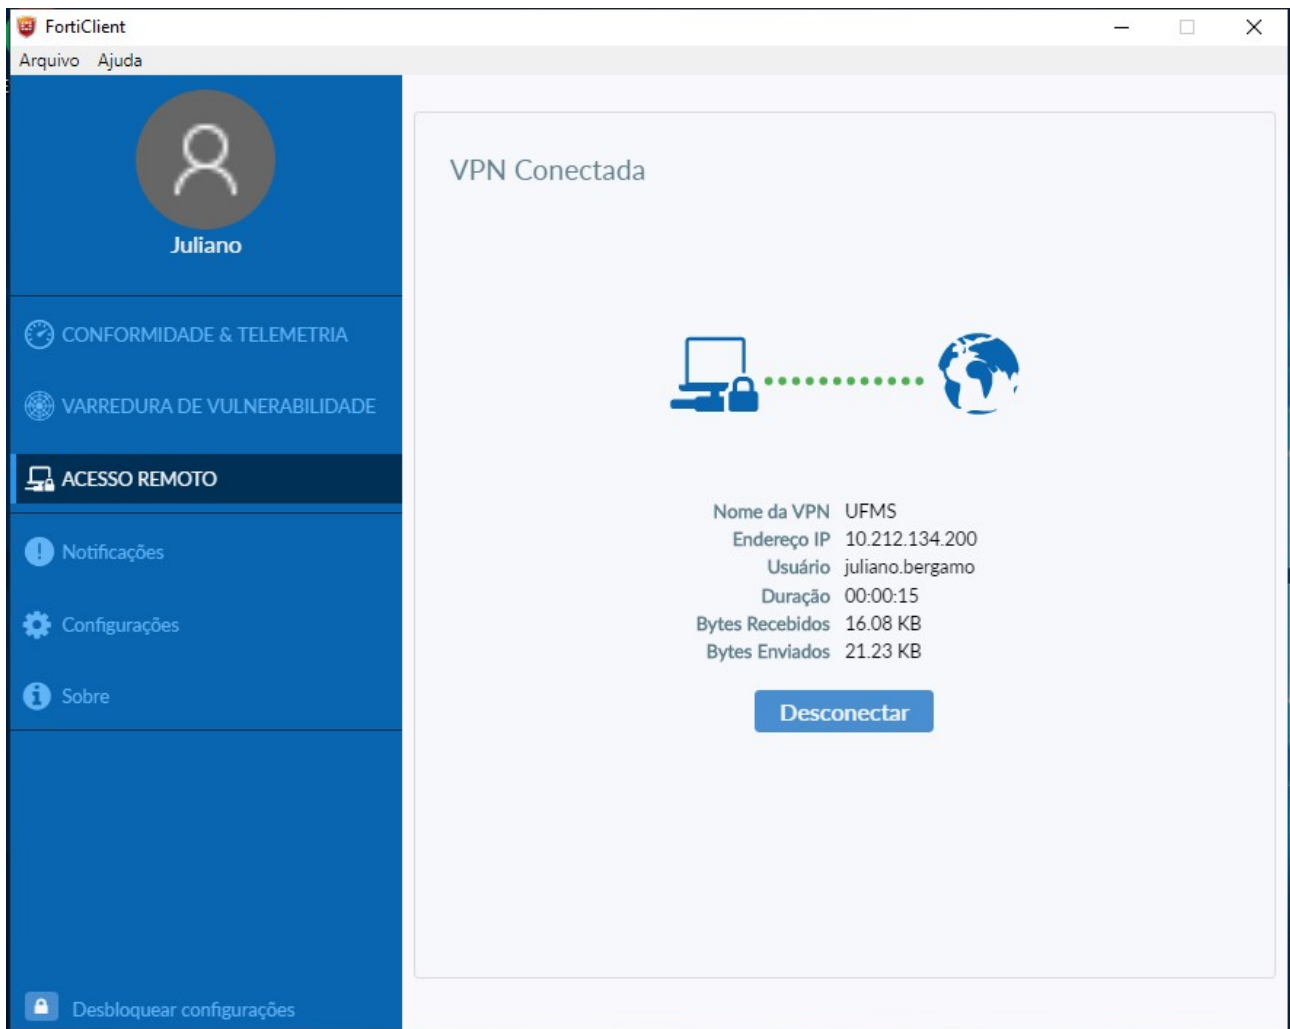 FortiClient
Arquivo Ajuda
Juliano
CONFORMIDADE & TELEMETRIA
VARREDURA DE VULNERABILIDADE
ACESSO REMOTO
Notificações
Configurações
Sobre
Desbloquear configurações
VPN Conectada
Nome da VPN UFMS
Endereço IP 10.212.134.200
Usuário juliano.bergamo
Duração 00:00:15
Bytes Recebidos 16.08 KB
Bytes Enviados 21.23 KB
Desconectar